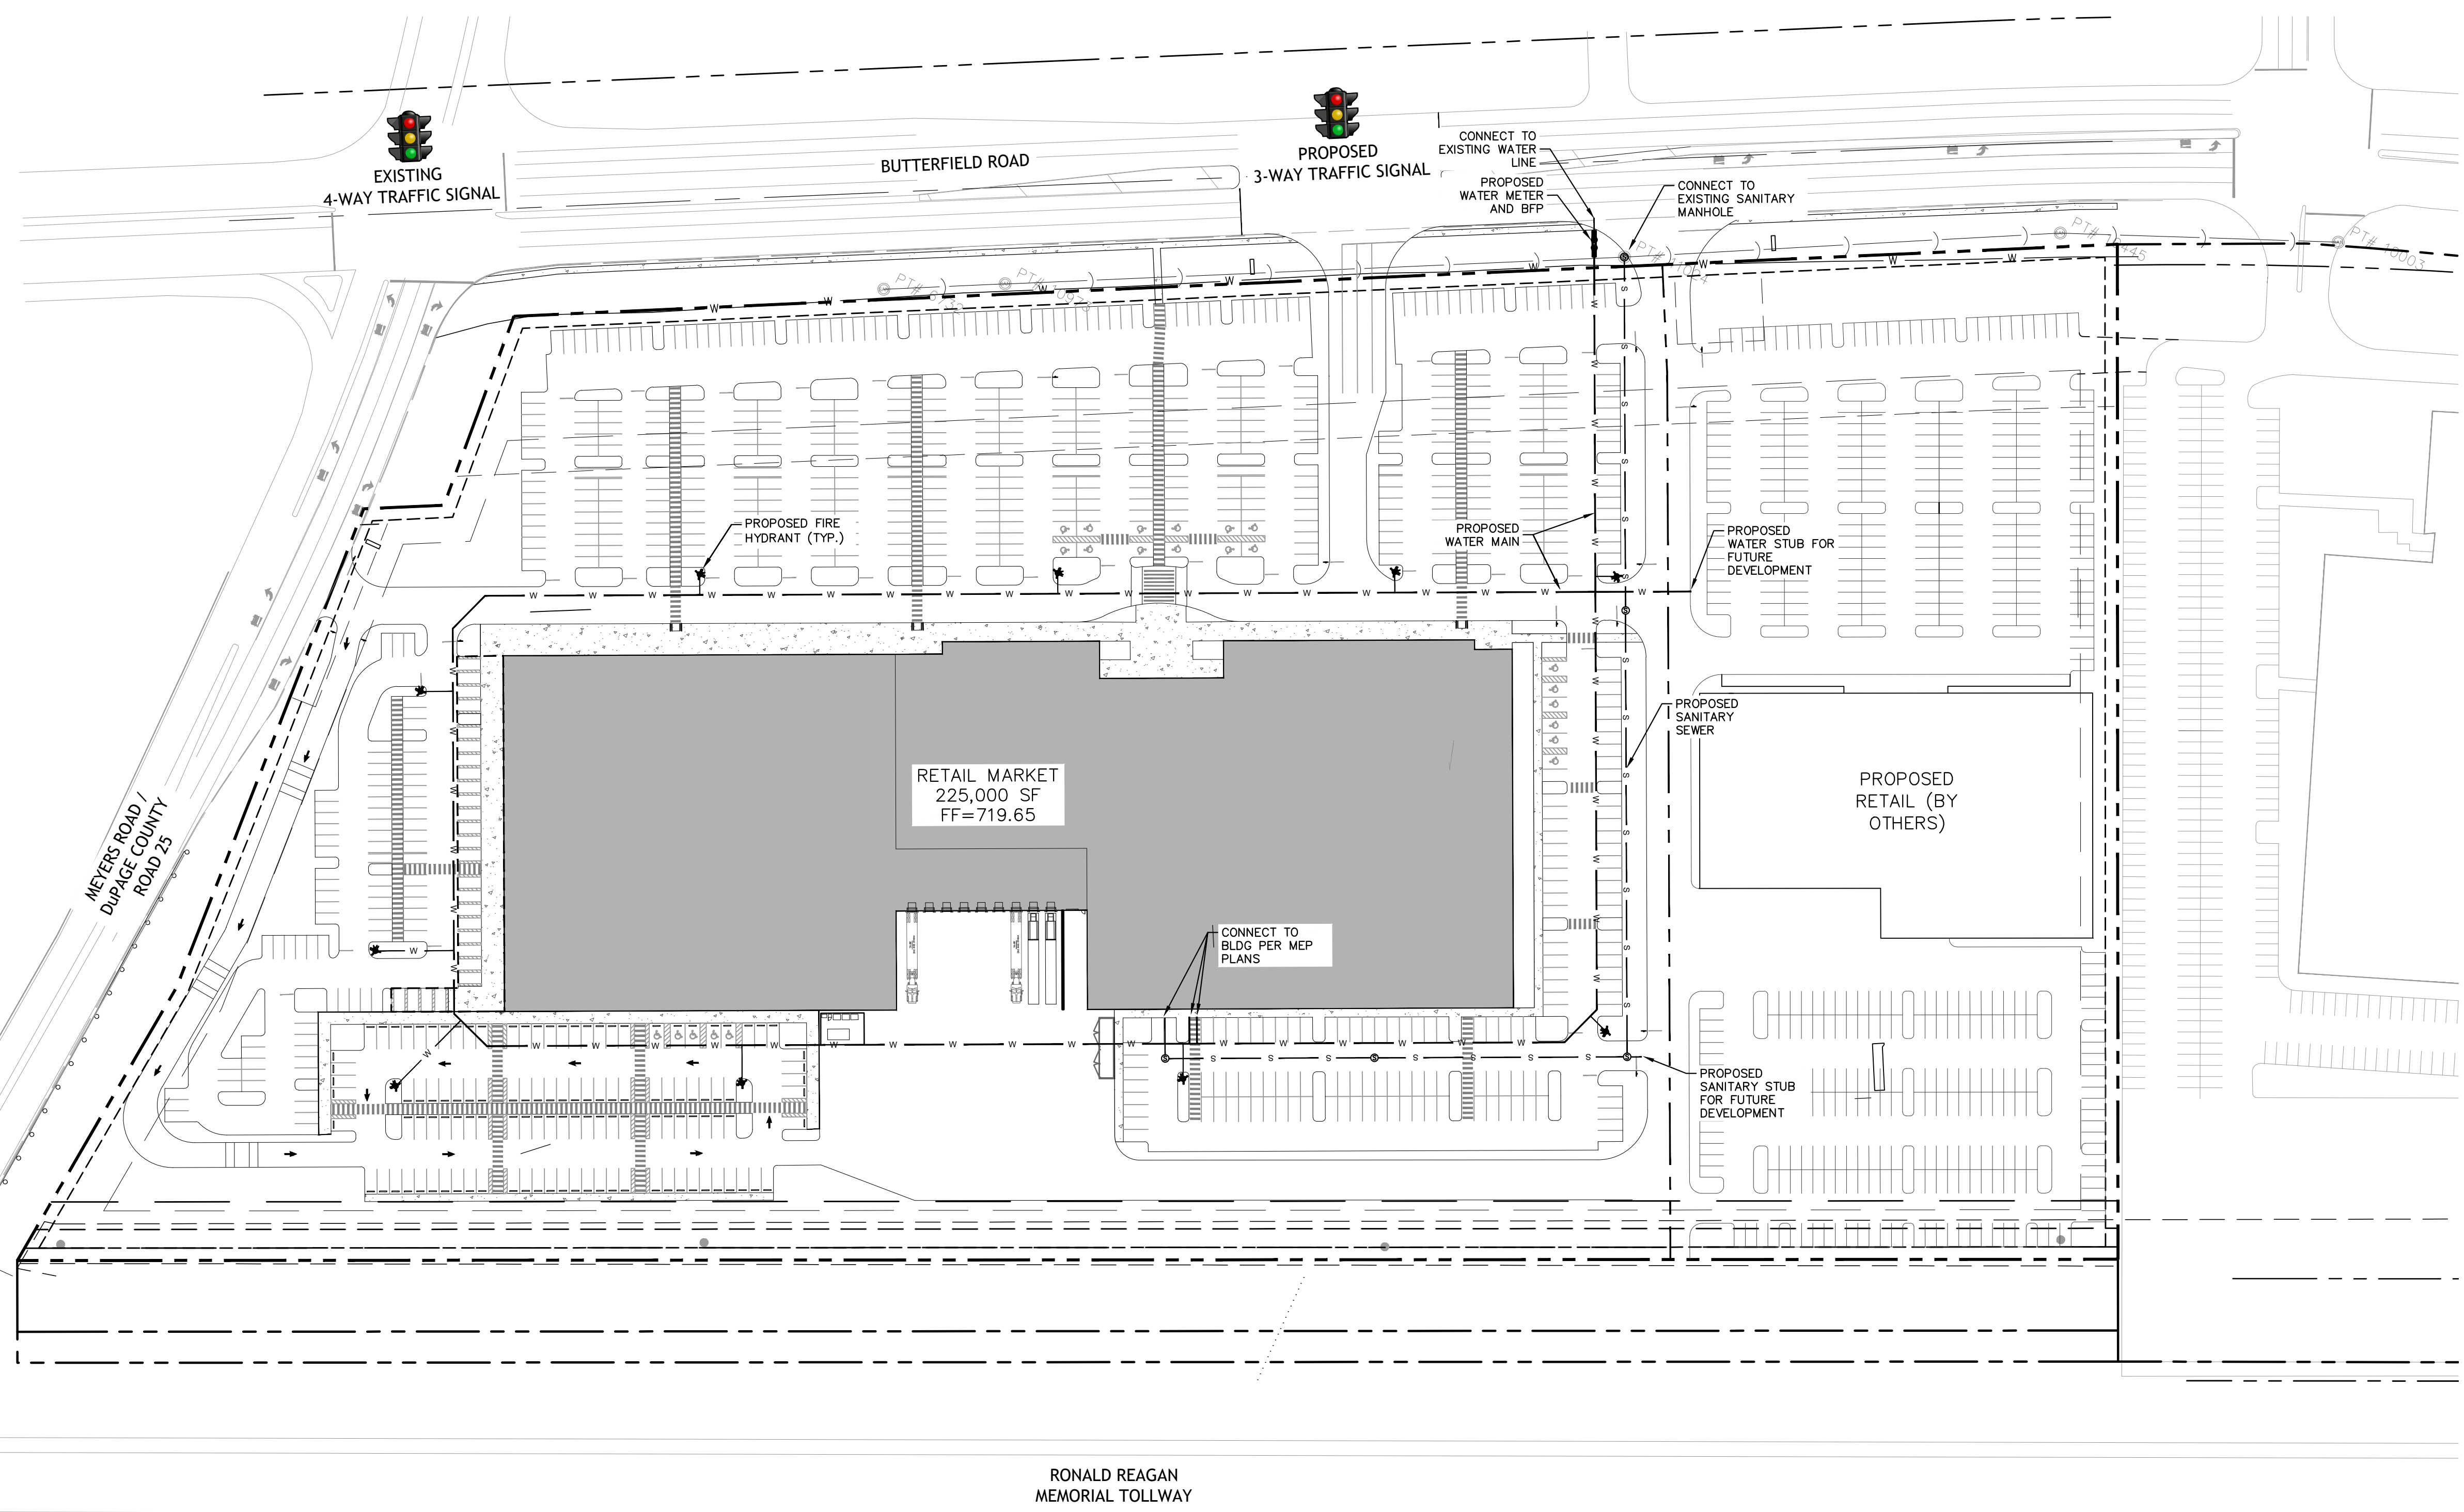 EXISTING
4-WAY TRAFFIC SIGNAL
BUTTERFIELD ROAD
PROPOSED
3-WAY TRAFFIC SIGNAL
CONNECT TO
EXISTING WATER
LINE
PROPOSED
WATER METER
AND BFP
CONNECT TO
EXISTING SANITARY
MANHOLE
PT# 10003
PROPOSED FIRE
HYDRANT (TYP.)
PROPOSED
WATER MAIN
PROPOSED
WATER STUB FOR
FUTURE
DEVELOPMENT
PROPOSED
SANITARY
SEWER
RETAIL MARKET
225,000 SF
FF=719.65
PROPOSED
RETAIL (BY
OTHERS)
MEYERS ROAD /
DuPAGE COUNTY
ROAD 25
CONNECT TO
BLDG PER MEP
PLANS
PROPOSED
SANITARY STUB
FOR FUTURE
DEVELOPMENT
RONALD REAGAN
MEMORIAL TOLLWAY